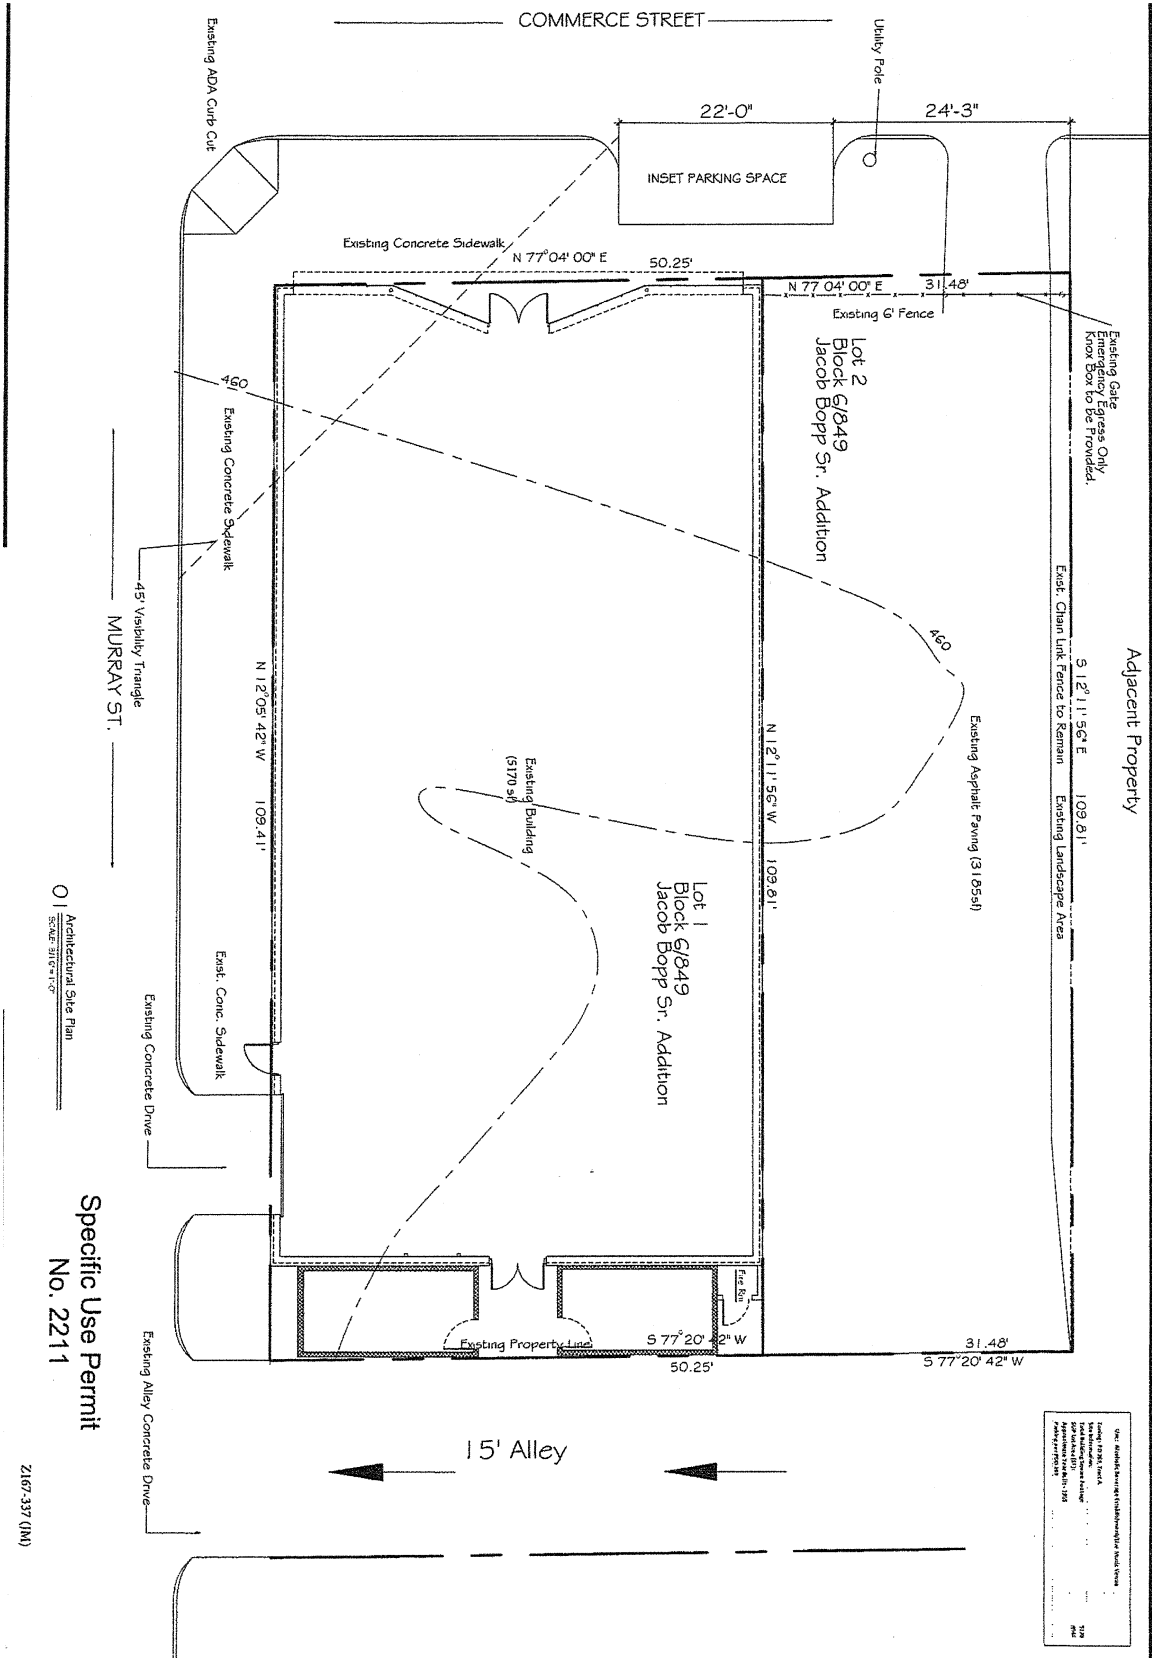 COMMERCE STREET
Existing ADA Curb Cut
Utility Pole
22'-0"
24'-3"
INSET PARKING SPACE
Existing Concrete Sidewalk
N 77°04' 00" E
50.25'
N 77 04' 00" E
31.48'
Existing 6' Fence
Existing Gate
Emergency Egress Only
Knox Box to be Provided.
Lot 2
Block 6/849
Jacob Bopp Sr. Addition
460
Existing Concrete Sidewalk
45' Visibility Triangle
MURRAY ST.
N 12°05' 42" W
109.41'
460
Exist. Chain Link Fence to Remain
Existing Landscape Area
S 12°11' 56" E
109.81'
Adjacent Property
Existing Asphalt Paving (3185sf)
N 12°11' 56" W
109.81'
Existing Building
(5170 sf)
Lot 1
Block 6/849
Jacob Bopp Sr. Addition
01
Architectural Site Plan
SCALE: 3/16"=1'-0"
Exist. Conc. Sidewalk
Existing Concrete Drive
Fire Rm
Existing Property Line
S 77°20' 42" W
50.25'
31.48'
S 77°20' 42" W
15' Alley
Existing Alley Concrete Drive
Specific Use Permit
No. 2211
Z167-337 (JM)